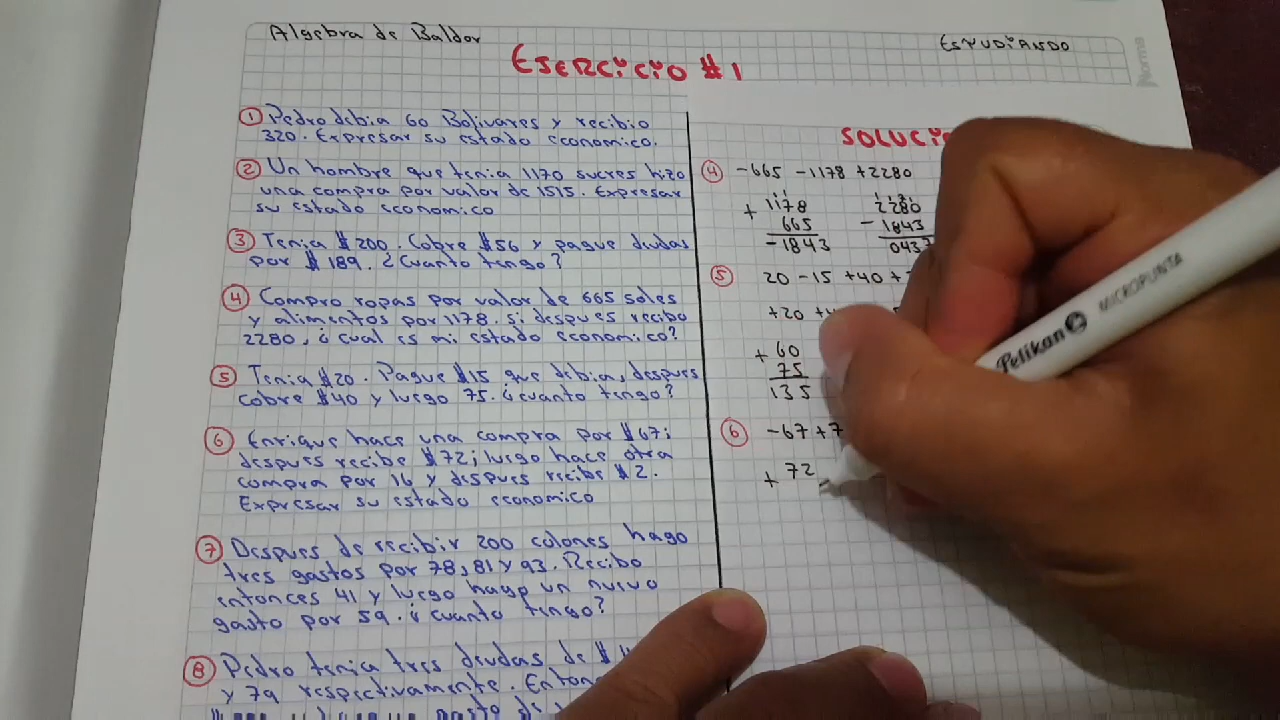 Algebra de Baldor
ESTUDIANDO
EJERCiCiO #1
① Pedro debia 60 Bolivares y recibio
320. Expresar su estado economico.
② Un hombre que tenia 1170 sucres hizo
una compra por valor de 1515. Expresar
su estado economico
③ Tenia $200. Cobre $56 y pague deudas
por $189. ¿Cuanto tengo?
④ Compro ropas por valor de 665 soles
y alimentos por 1178. si despues recibo
2280, ¿cual es mi estado economico?
⑤ Tenia $20. Pague $15 que debia, despues
cobre $40 y luego 75. ¿cuanto tengo?
⑥ Enrique hace una compra por $67;
despues recibe $72; luego hace otra
compra por 16 y despues recibe $2.
Expresar su estado economico
⑦ Despues de recibir 200 colones hago
tres gastos por 78, 81 y 93. Recibo
entonces 41 y luego hago un nuevo
gasto por 59. ¿cuanto tengo?
⑧ Pedro tenia tres deudas de $
y 79 respectivamente.
gasto de
SOLUCiO
④ -665 -1178 +2280
+ 1178
665
-1843
2280
- 1843
⑤ 20 -15 +40 +
+20
+ 60
75
135
⑥ -67 +7
+ 72
Pelikan MICROPUNTA
norma